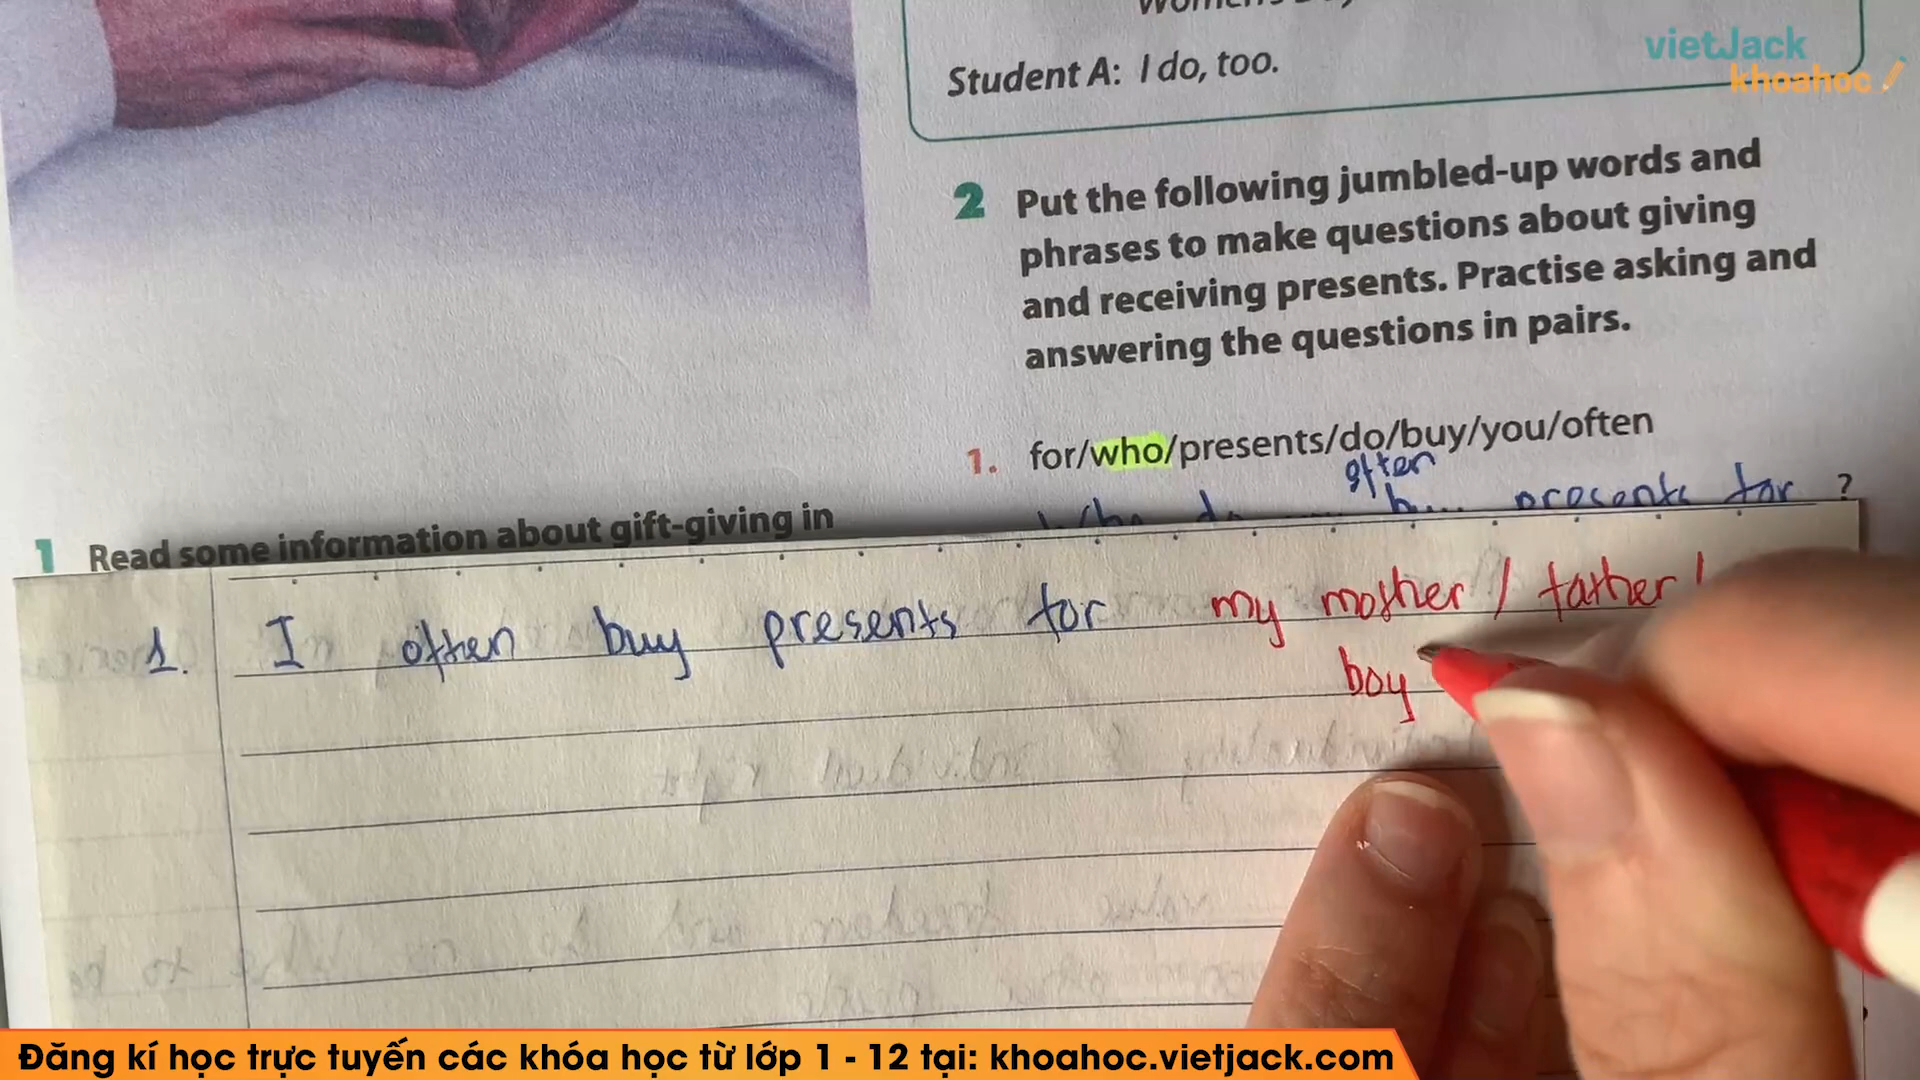 Student A: I do, too.
vietJack
khoahoc
2 Put the following jumbled-up words and
phrases to make questions about giving
and receiving presents. Practise asking and
answering the questions in pairs.
1. for/who/presents/do/buy/you/often
often
Who do buy presents for ?
1 Read some information about gift-giving in
1. I often buy presents for my mother / father /
boy
Đăng kí học trực tuyến các khóa học từ lớp 1 - 12 tại: khoahoc.vietjack.com